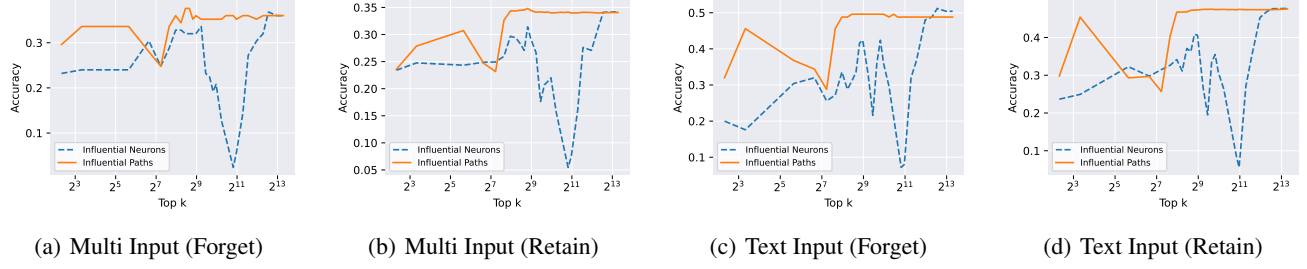 0.3
0.2
0.1
Accuracy
Influential Neurons
Influential Paths
2^3 2^5 2^7 2^9 2^11 2^13
Top k
(a) Multi Input (Forget)
0.35
0.30
0.25
0.20
0.15
0.10
0.05
Accuracy
Influential Neurons
Influential Paths
2^3 2^5 2^7 2^9 2^11 2^13
Top k
(b) Multi Input (Retain)
0.5
0.4
0.3
0.2
0.1
Accuracy
Influential Neurons
Influential Paths
2^3 2^5 2^7 2^9 2^11 2^13
Top k
(c) Text Input (Forget)
0.4
0.3
0.2
0.1
Accuracy
Influential Neurons
Influential Paths
2^3 2^5 2^7 2^9 2^11 2^13
Top k
(d) Text Input (Retain)